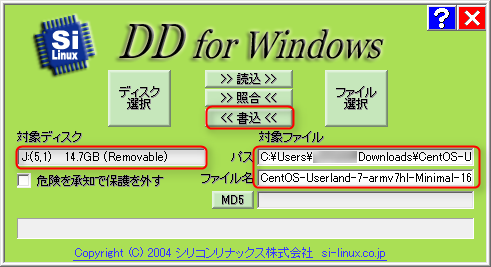 Si
Linux
DD for Windows
?
ディスク
選択
>> 読込 <<
>> 照合 <<
<< 書込 <<
ファイル
選択
対象ディスク
対象ファイル
J:(5,1) 14.7GB (Removable)
パス
C:¥Users¥ Downloads¥CentOS-U
危険を承知で保護を外す
ファイル名
CentOS-Userland-7-armv7hl-Minimal-16
MD5
Copyright (C) 2004 シリコンリナックス株式会社 si-linux.co.jp